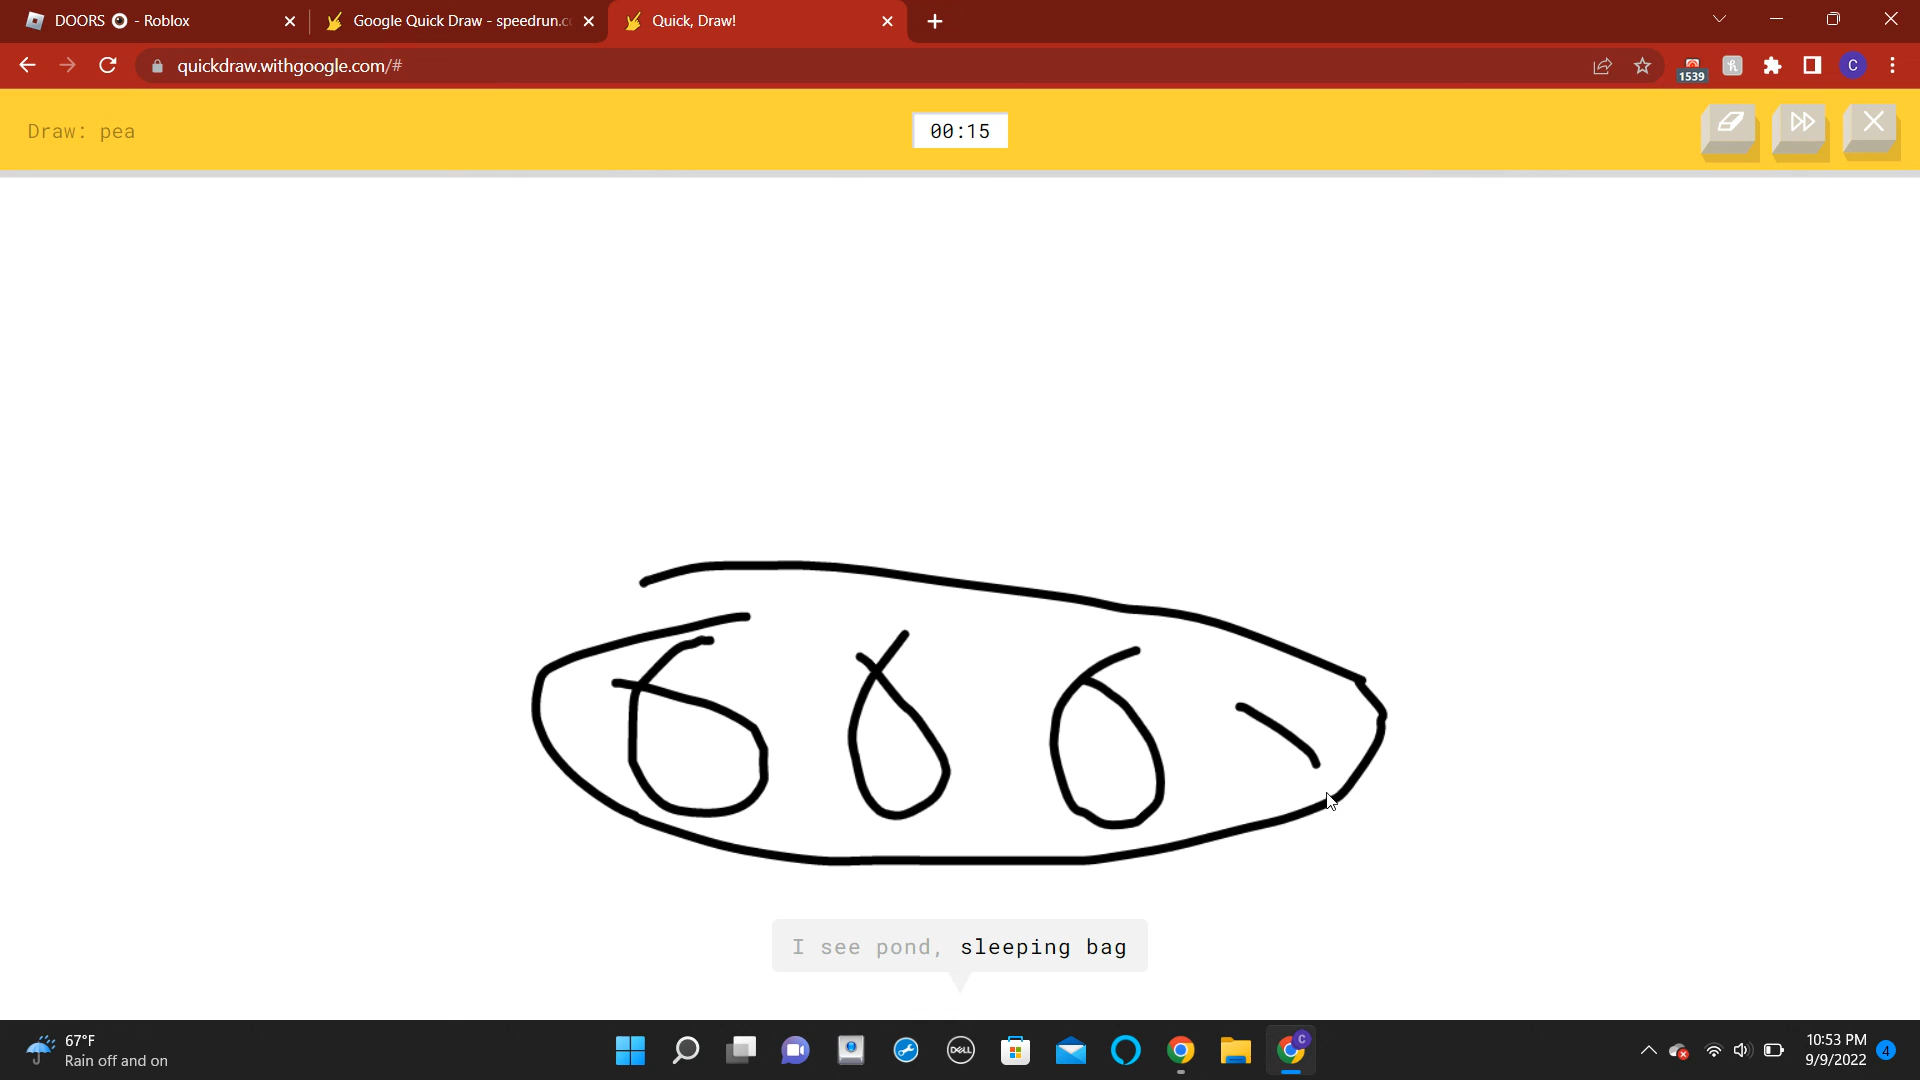 DOORS - Roblox
Google Quick Draw - speedrun.c
Quick, Draw!
quickdraw.withgoogle.com/#
1539
C
Draw: pea
00:15
I see pond, sleeping bag
67°F
Rain off and on
DELL
C
10:53 PM
9/9/2022
4